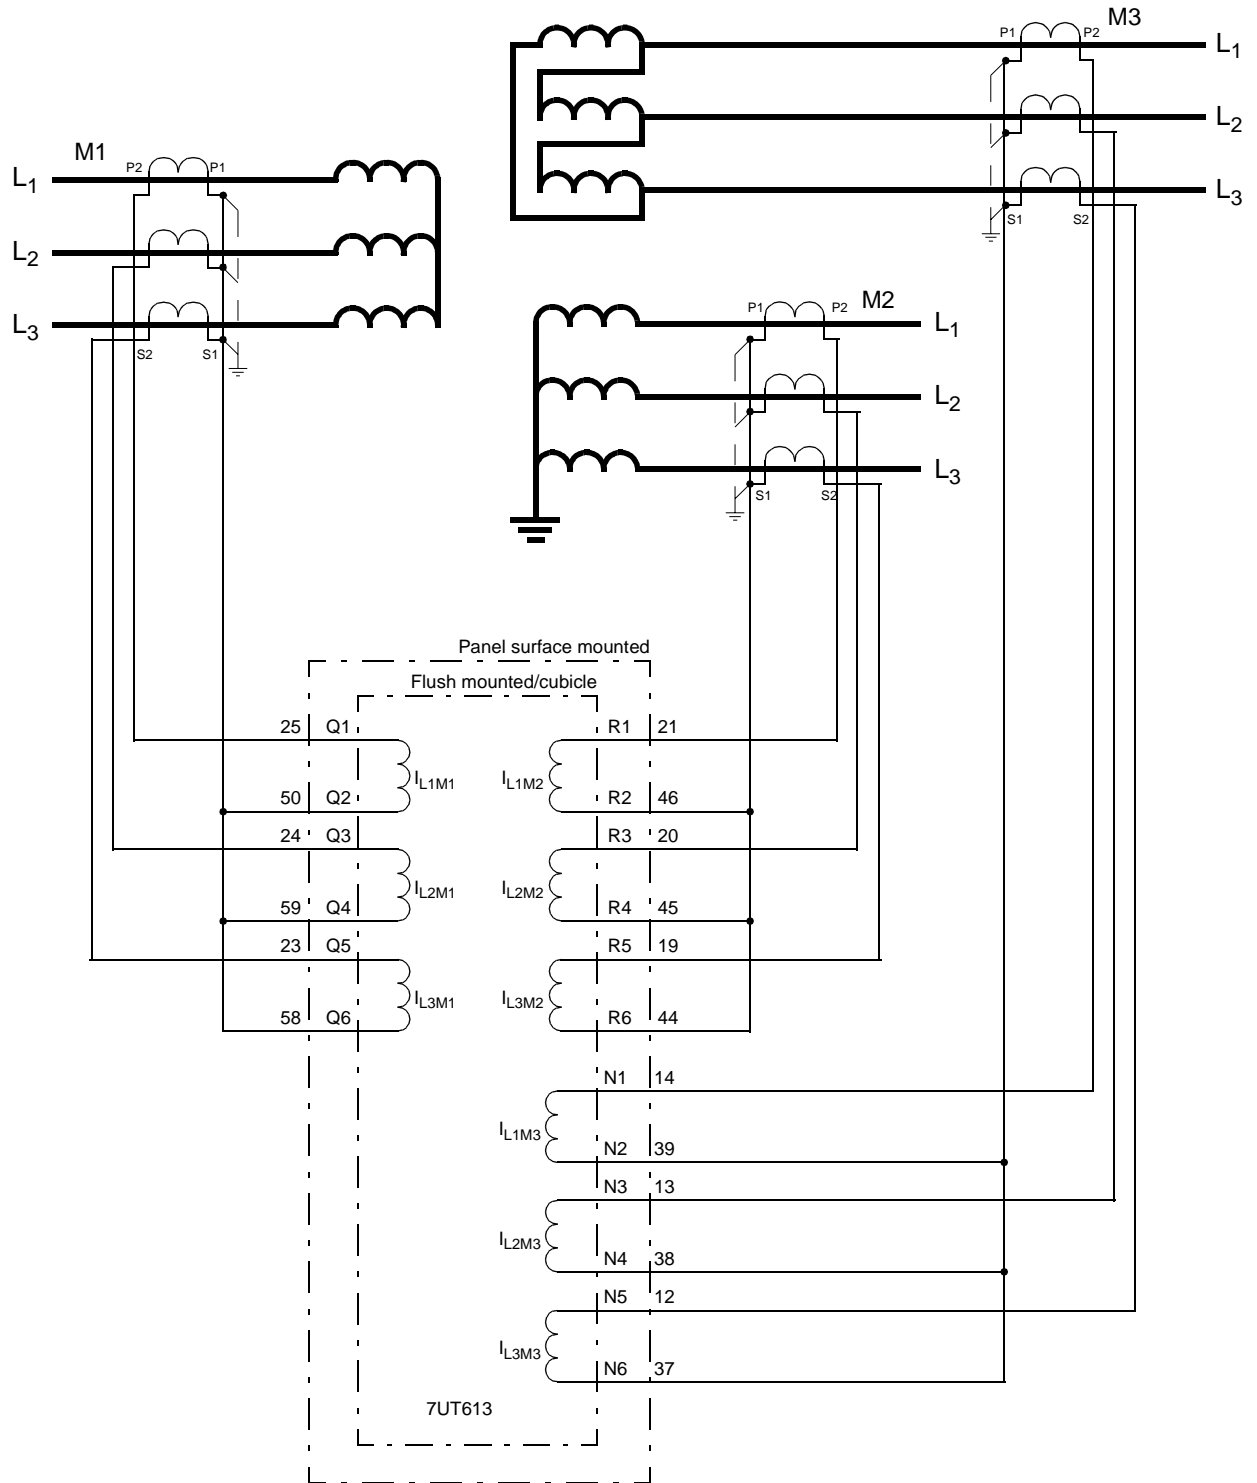 M3
P1 P2
L1
L2
M1
P2 P1
L1
L3
S1 S2
L2
M2
P1 P2
L1
L3
S2 S1
L2
L3
S1 S2
Panel surface mounted
Flush mounted/cubicle
25 Q1 R1 21
IL1M1 IL1M2
50 Q2 R2 46
24 Q3 R3 20
IL2M1 IL2M2
59 Q4 R4 45
23 Q5 R5 19
IL3M1 IL3M2
58 Q6 R6 44
N1 14
IL1M3
N2 39
N3 13
IL2M3
N4 38
N5 12
IL3M3
N6 37
7UT613